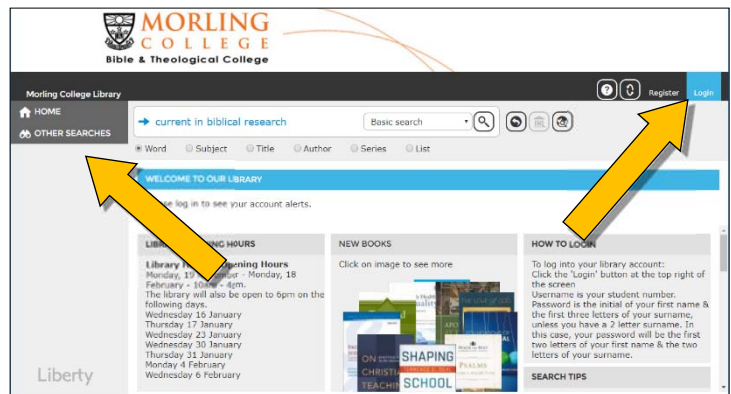 MORLING
COLLEGE
Bible & Theological College
Morling College Library
Register
Login
HOME
OTHER SEARCHES
current in biblical research
Basic search
Word
Subject
Title
Author
Series
List
WELCOME TO OUR LIBRARY
log in to see your account alerts.
HOURS
Library
ening Hours
Monday, 19
- Monday, 18
February - 10am - 4pm.
The library will also be open to 6pm on the
following days.
Wednesday 16 January
Thursday 17 January
Wednesday 23 January
Wednesday 30 January
Thursday 31 January
Monday 4 February
Wednesday 6 February
NEW BOOKS
Click on image to see more
THE LOVE OF GOD
ON
CHRISTIAN
TEACHING
SHAPING
SCHOOL
PSALMS
HOW TO LOGIN
To log into your library account:
Click the 'Login' button at the top right of
the screen
Username is your student number.
Password is the initial of your first name &
the first three letters of your surname,
unless you have a 2 letter surname. In
this case, your password will be the first
two letters of your first name & the two
letters of your surname.
SEARCH TIPS
Liberty